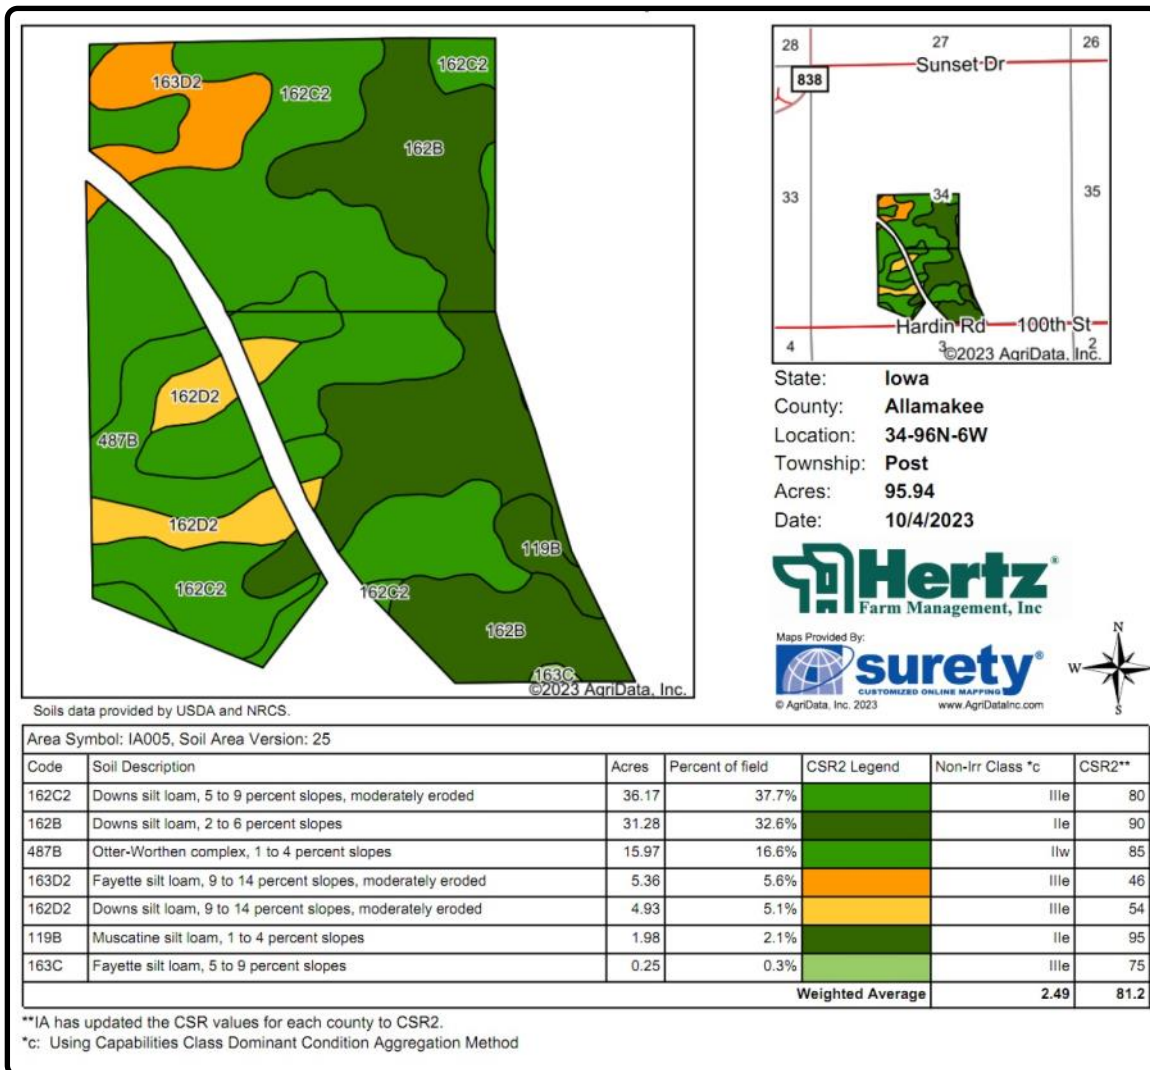 163D2
162C2
162C2
162B
162D2
487B
162D2
119B
162C2
162C2
162B
163C
©2023 AgriData, Inc.
Soils data provided by USDA and NRCS.
28 27 26
Sunset Dr
838
33 34 35
Hardin Rd 100th St
4 3 2
©2023 AgriData, Inc.
State: Iowa
County: Allamakee
Location: 34-96N-6W
Township: Post
Acres: 95.94
Date: 10/4/2023
Hertz®
Farm Management, Inc
Maps Provided By:
surety®
CUSTOMIZED ONLINE MAPPING
© AgriData, Inc. 2023 www.AgriDataInc.com
N
W E
S
Area Symbol: IA005, Soil Area Version: 25
Code Soil Description Acres Percent of field CSR2 Legend Non-Irr Class *c CSR2**
162C2 Downs silt loam, 5 to 9 percent slopes, moderately eroded 36.17 37.7% IIIe 80
162B Downs silt loam, 2 to 6 percent slopes 31.28 32.6% IIe 90
487B Otter-Worthen complex, 1 to 4 percent slopes 15.97 16.6% IIw 85
163D2 Fayette silt loam, 9 to 14 percent slopes, moderately eroded 5.36 5.6% IIIe 46
162D2 Downs silt loam, 9 to 14 percent slopes, moderately eroded 4.93 5.1% IIIe 54
119B Muscatine silt loam, 1 to 4 percent slopes 1.98 2.1% IIe 95
163C Fayette silt loam, 5 to 9 percent slopes 0.25 0.3% IIIe 75
Weighted Average 2.49 81.2
**IA has updated the CSR values for each county to CSR2.
*c: Using Capabilities Class Dominant Condition Aggregation Method